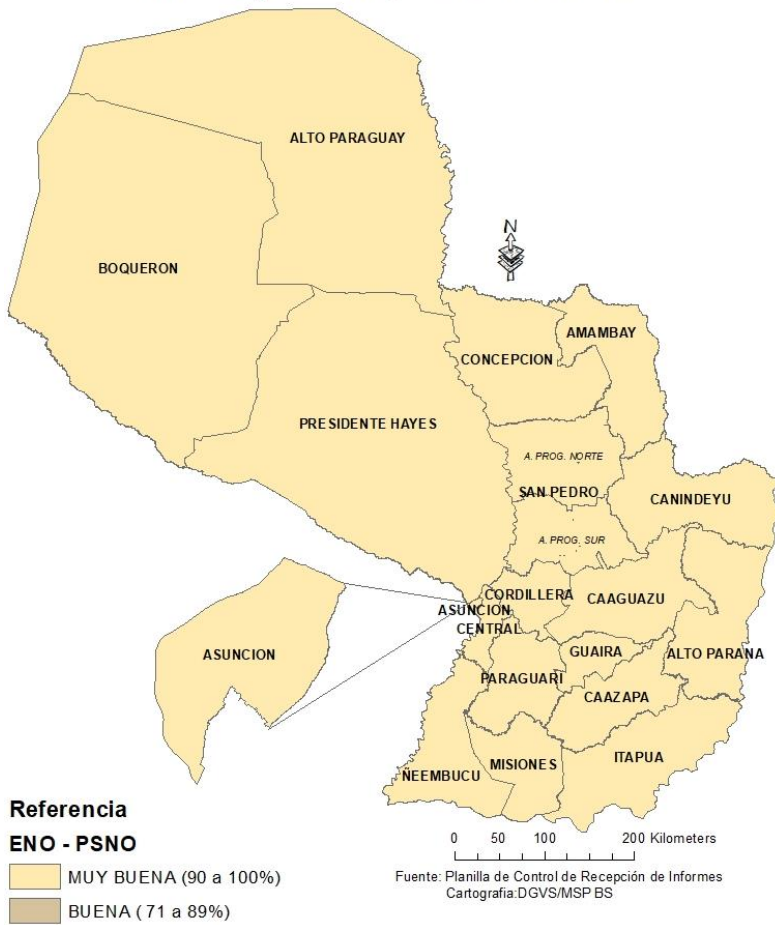 ALTO PARAGUAY
N
BOQUERON
AMAMBAY
CONCEPCION
PRESIDENTE HAYES
A. PROG. NORTE
SAN PEDRO
CANINDEYU
A. PROG. SUR
CORDILLERA
CAAGUAZU
ASUNCION
CENTRAL
ASUNCION
GUAIRA
ALTO PARANA
PARAGUARI
CAAZAPA
ITAPUA
MISIONES
ÑEEMBUCU
Referencia
ENO - PSNO
MUY BUENA (90 a 100%)
BUENA ( 71 a 89%)
0 50 100 200 Kilometers
Fuente: Planilla de Control de Recepción de Informes
Cartografia:DGVS/MSP BS